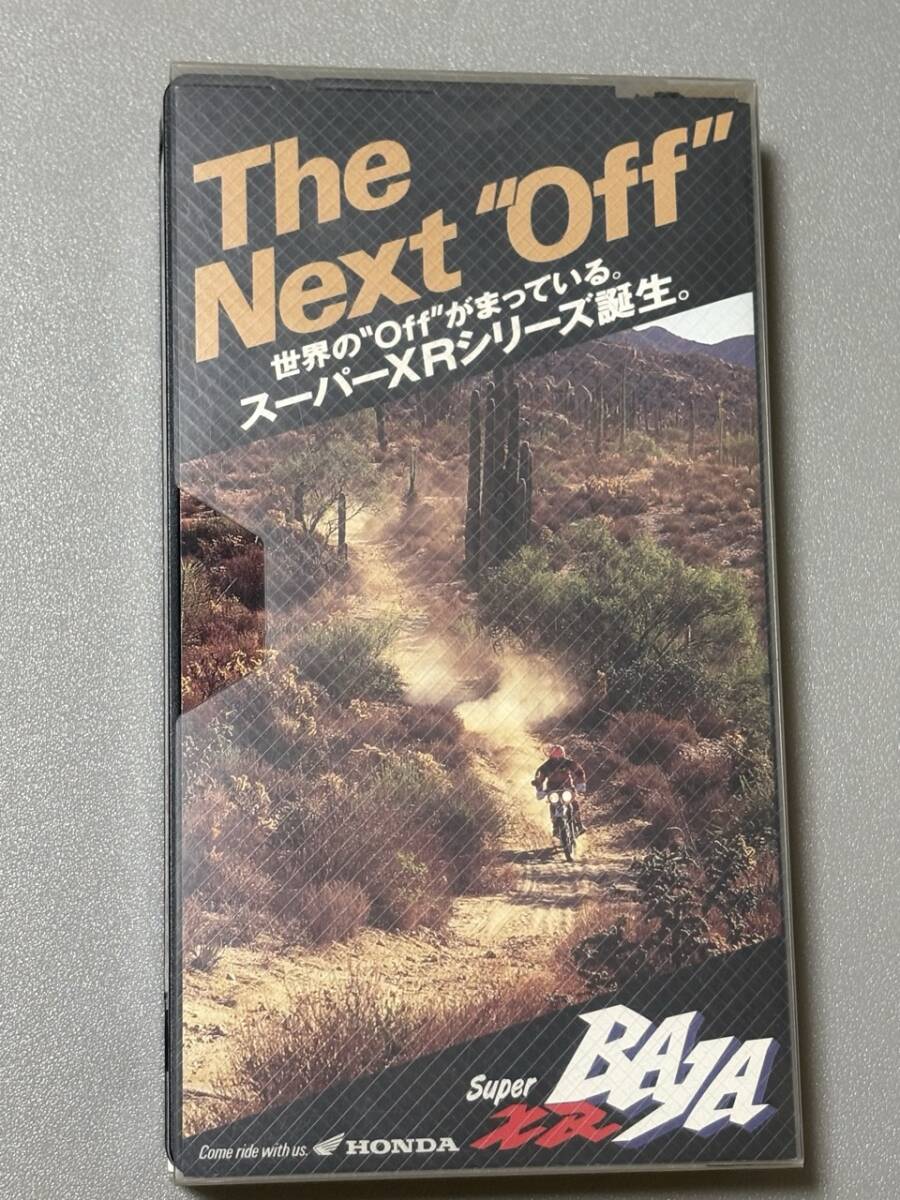 The
Next "Off"
世界の"Off"がまっている。
スーパーXRシリーズ誕生。
Super
XR
BAJA
Come ride with us. HONDA